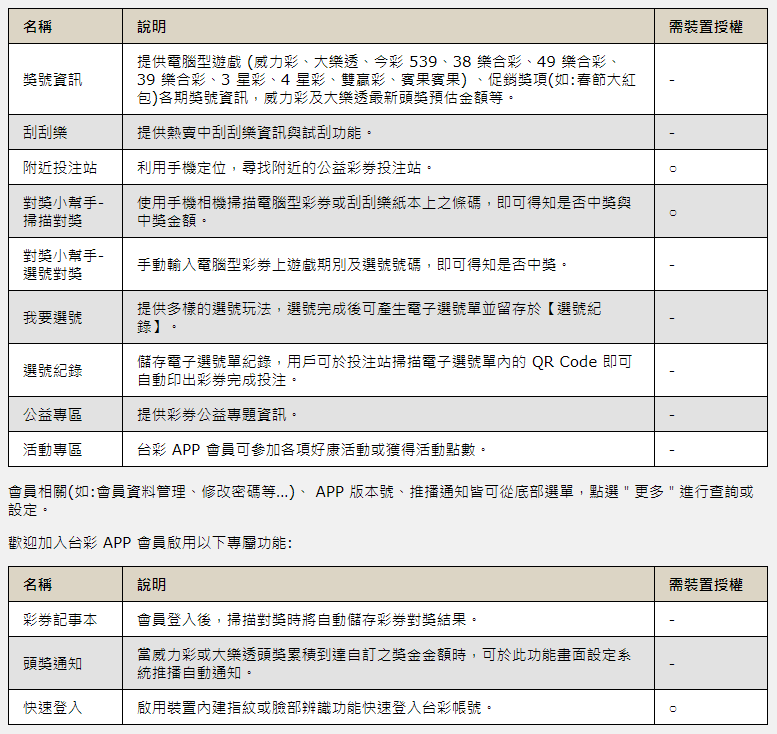 名稱 說明 需裝置授權
獎號資訊 提供電腦型遊戲 (威力彩、大樂透、今彩 539、38 樂合彩、49 樂合彩、
39 樂合彩、3 星彩、4 星彩、雙贏彩、賓果賓果) 、促銷獎項(如:春節大紅
包)各期獎號資訊，威力彩及大樂透最新頭獎預估金額等。 -
刮刮樂 提供熱賣中刮刮樂資訊與試刮功能。 -
附近投注站 利用手機定位，尋找附近的公益彩券投注站。 ○
對獎小幫手-
掃描對獎 使用手機相機掃描電腦型彩券或刮刮樂紙本上之條碼，即可得知是否中獎與
中獎金額。 ○
對獎小幫手-
選號對獎 手動輸入電腦型彩券上遊戲期別及選號號碼，即可得知是否中獎。 -
我要選號 提供多樣的選號玩法，選號完成後可產生電子選號單並留存於【選號紀
錄】。 -
選號紀錄 儲存電子選號單紀錄，用戶可於投注站掃描電子選號單內的 QR Code 即可
自動印出彩券完成投注。 -
公益專區 提供彩券公益專題資訊。 -
活動專區 台彩 APP 會員可參加各項好康活動或獲得活動點數。 -
會員相關(如:會員資料管理、修改密碼等...)、 APP 版本號、推播通知皆可從底部選單，點選 " 更多 " 進行查詢或
設定。
歡迎加入台彩 APP 會員啟用以下專屬功能:
名稱 說明 需裝置授權
彩券記事本 會員登入後，掃描對獎時將自動儲存彩券對獎結果。 -
頭獎通知 當威力彩或大樂透頭獎累積到達自訂之獎金金額時，可於此功能畫面設定系
統推播自動通知。 -
快速登入 啟用裝置內建指紋或臉部辨識功能快速登入台彩帳號。 ○